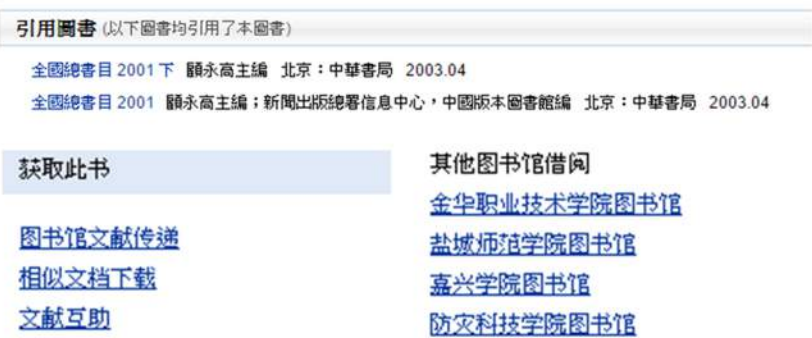 引用圖書 (以下圖書均引用了本圖書)
全國總書目 2001 下 顧永高主編 北京：中華書局 2003.04
全國總書目 2001 顧永高主編；新聞出版總署信息中心，中國版本圖書館編 北京：中華書局 2003.04
获取此书
图书馆文献传递
相似文档下载
文献互助
其他图书馆借阅
金华职业技术学院图书馆
盐城师范学院图书馆
嘉兴学院图书馆
防灾科技学院图书馆